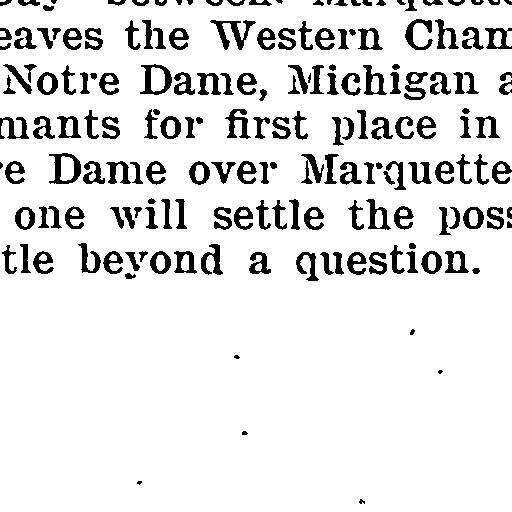 between Marquette
eaves the Western Cham
Notre Dame, Michigan a
mants for first place in
re Dame over Marquette
one will settle the poss
tle beyond a question.